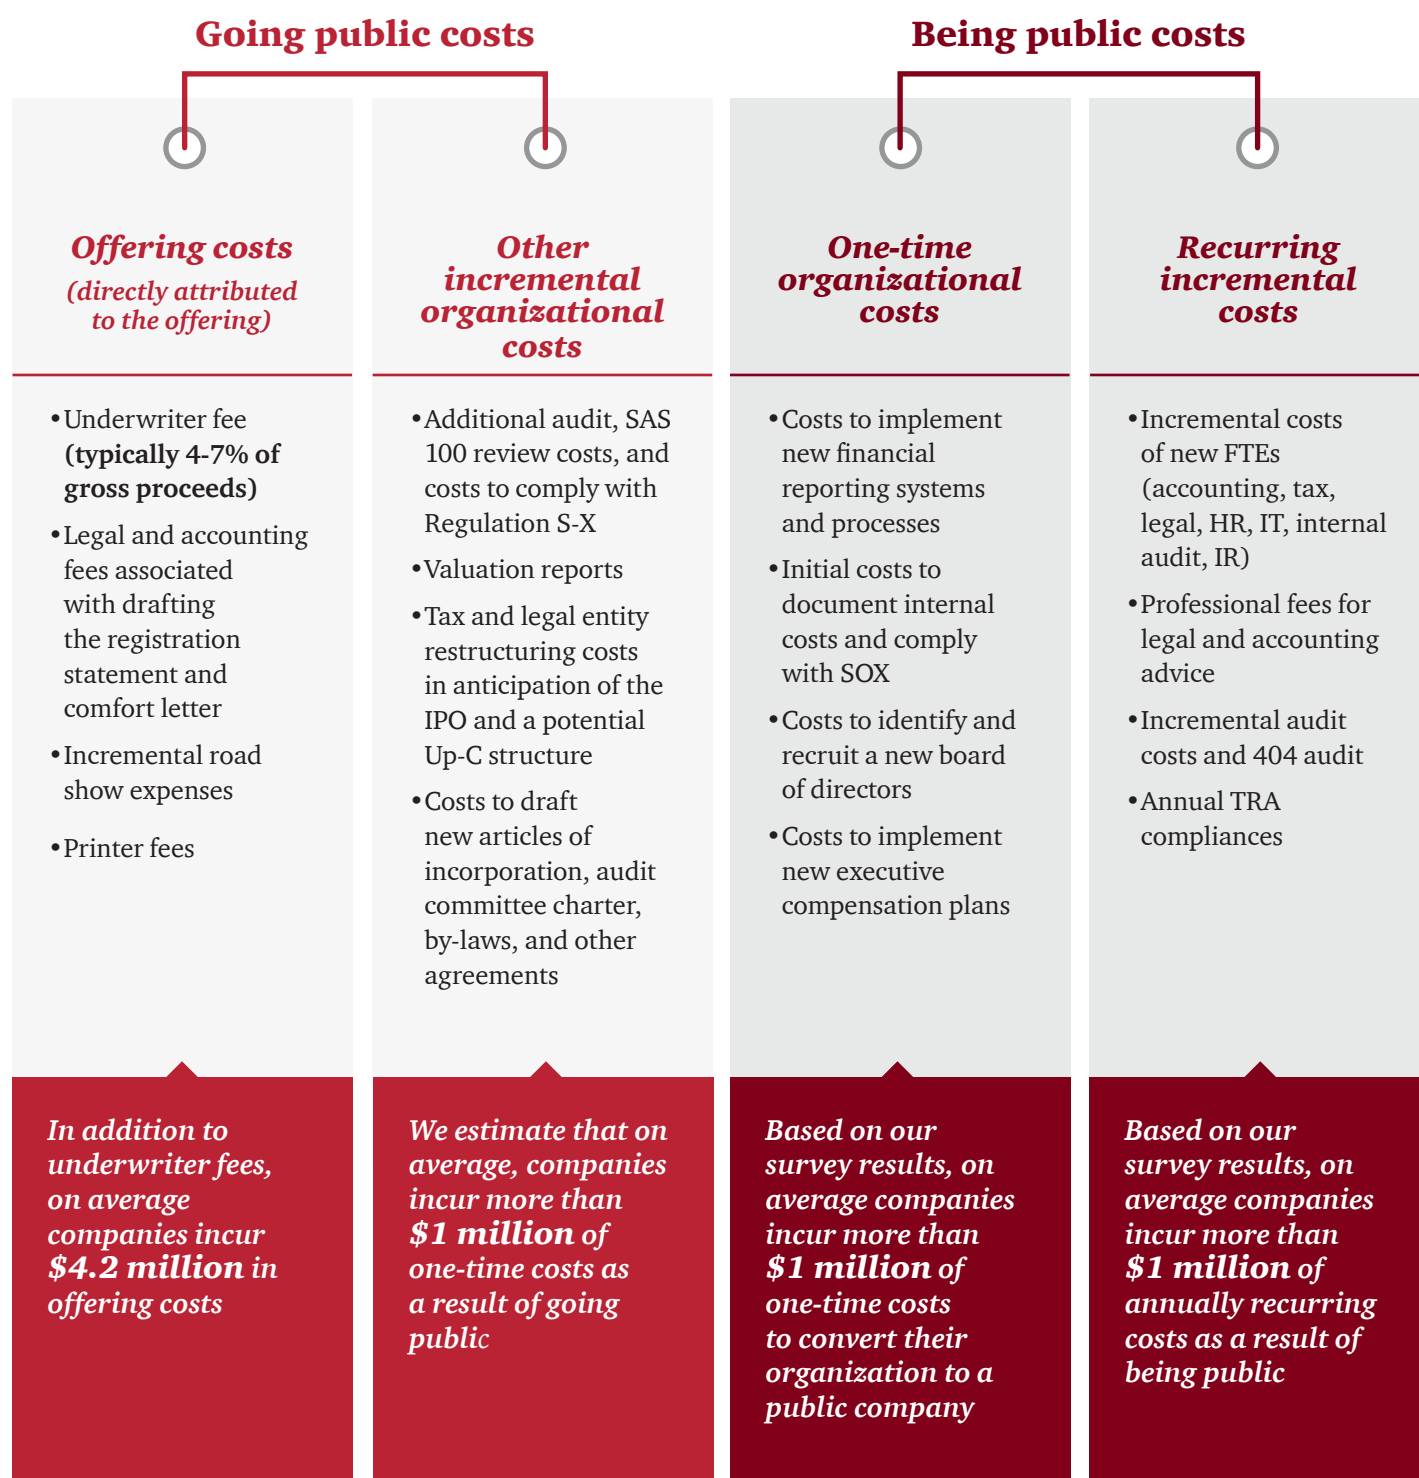 Going public costs
Being public costs
Offering costs
(directly attributed
to the offering)
•Underwriter fee
(typically 4-7% of
gross proceeds)
•Legal and accounting
fees associated
with drafting
the registration
statement and
comfort letter
•Incremental road
show expenses
•Printer fees
In addition to
underwriter fees,
on average
companies incur
$4.2 million in
offering costs
Other
incremental
organizational
costs
•Additional audit, SAS
100 review costs, and
costs to comply with
Regulation S-X
•Valuation reports
•Tax and legal entity
restructuring costs
in anticipation of the
IPO and a potential
Up-C structure
•Costs to draft
new articles of
incorporation, audit
committee charter,
by-laws, and other
agreements
We estimate that on
average, companies
incur more than
$1 million of
one-time costs as
a result of going
public
One-time
organizational
costs
•Costs to implement
new financial
reporting systems
and processes
•Initial costs to
document internal
costs and comply
with SOX
•Costs to identify and
recruit a new board
of directors
•Costs to implement
new executive
compensation plans
Based on our
survey results, on
average companies
incur more than
$1 million of
one-time costs
to convert their
organization to a
public company
Recurring
incremental
costs
•Incremental costs
of new FTEs
(accounting, tax,
legal, HR, IT, internal
audit, IR)
•Professional fees for
legal and accounting
advice
•Incremental audit
costs and 404 audit
•Annual TRA
compliances
Based on our
survey results, on
average companies
incur more than
$1 million of
annually recurring
costs as a result of
being public